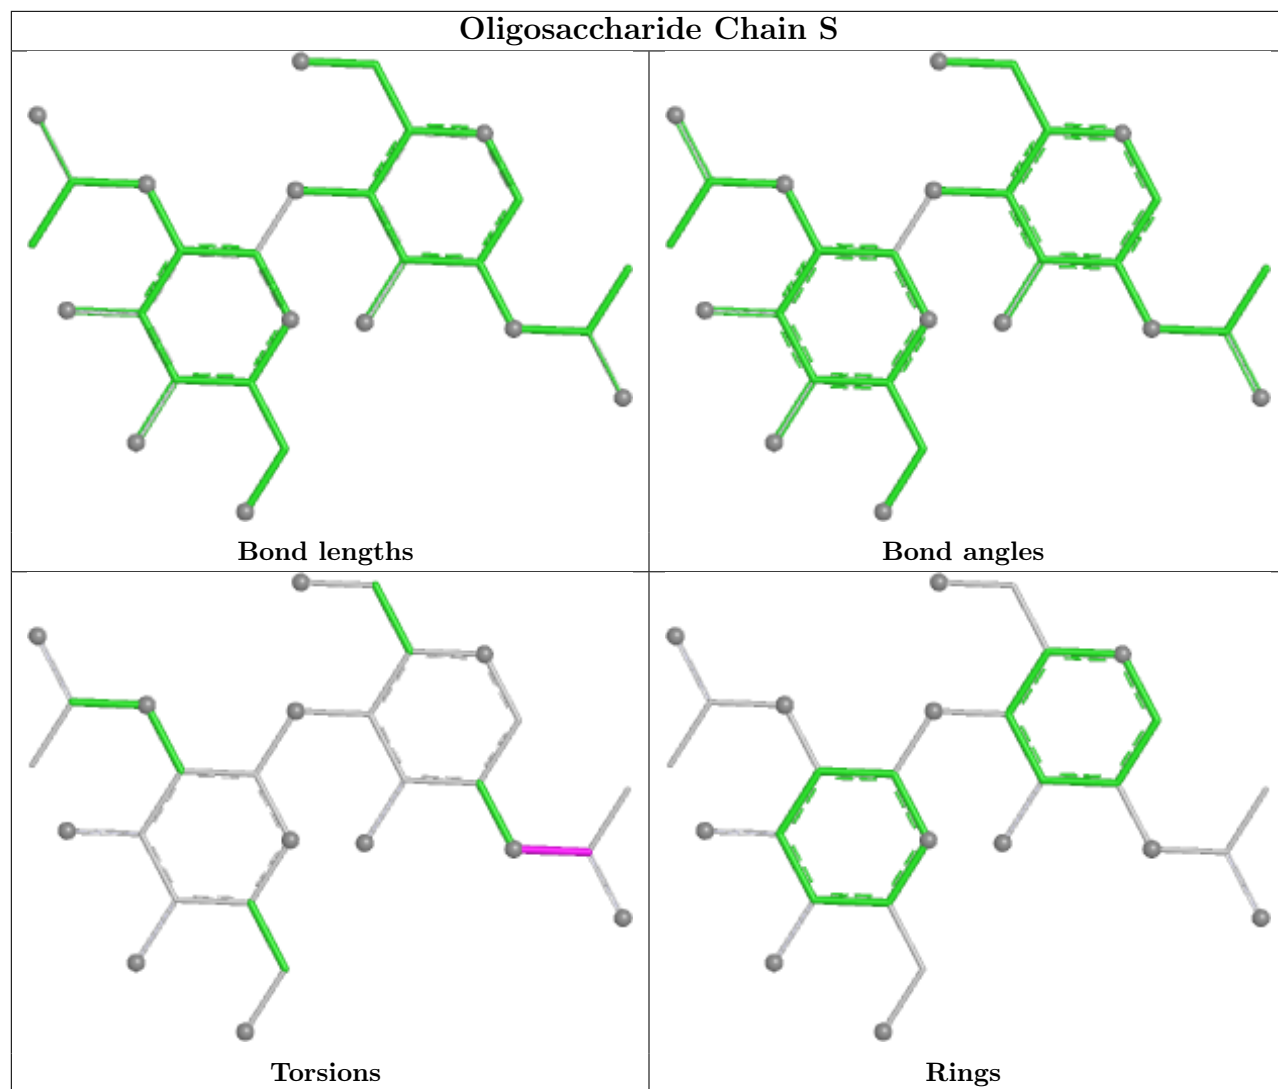 Oligosaccharide Chain S
Bond lengths
Bond angles
Torsions
Rings